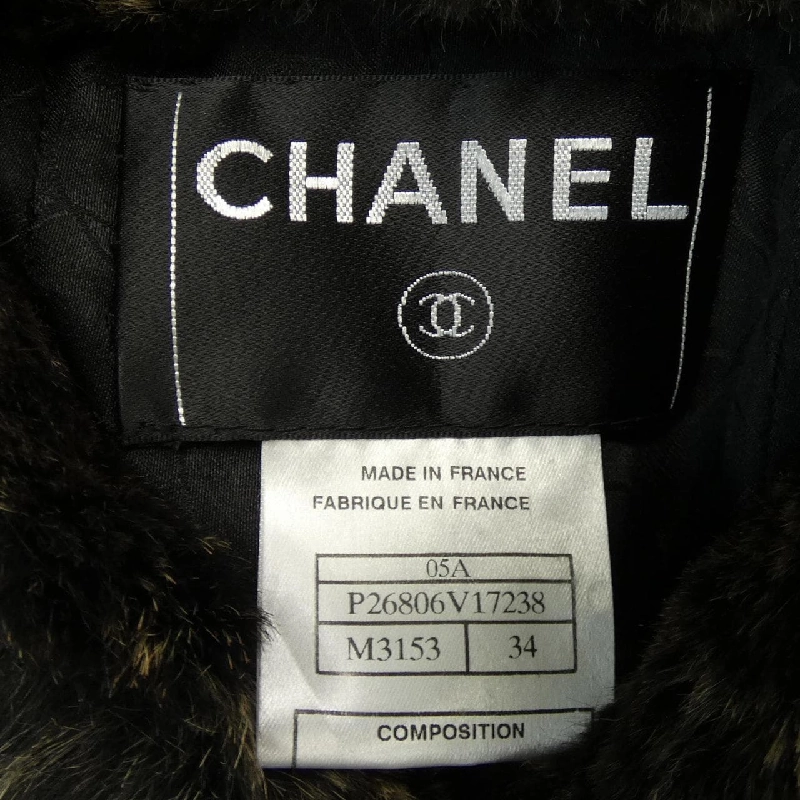 CHANEL
MADE IN FRANCE
FABRIQUE EN FRANCE
05A
P26806V17238
M3153 34
COMPOSITION